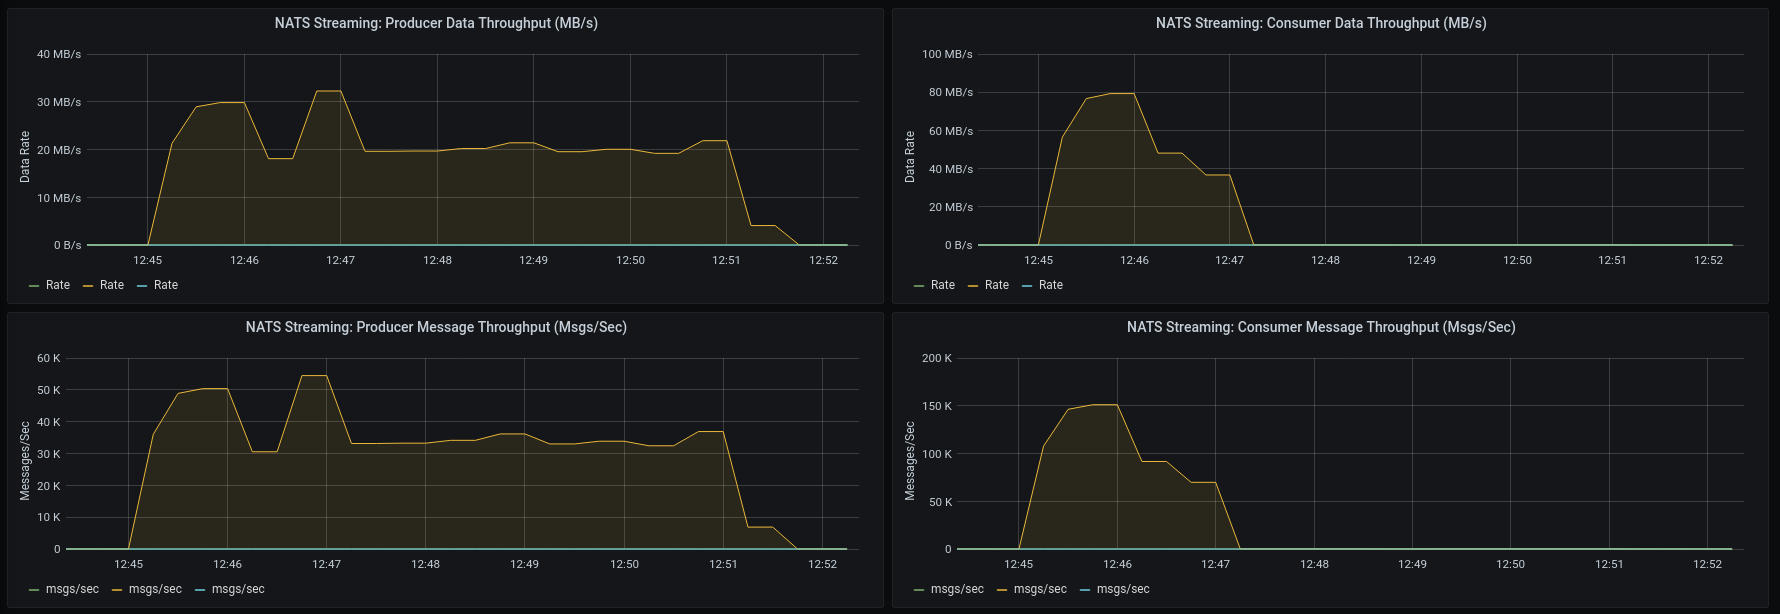 NATS Streaming: Producer Data Throughput (MB/s)
Data Rate
40 MB/s
30 MB/s
20 MB/s
10 MB/s
0 B/s
12:45 12:46 12:47 12:48 12:49 12:50 12:51 12:52
Rate Rate Rate
NATS Streaming: Consumer Data Throughput (MB/s)
Data Rate
100 MB/s
80 MB/s
60 MB/s
40 MB/s
20 MB/s
0 B/s
12:45 12:46 12:47 12:48 12:49 12:50 12:51 12:52
Rate Rate Rate
NATS Streaming: Producer Message Throughput (Msgs/Sec)
Messages/Sec
60 K
50 K
40 K
30 K
20 K
10 K
0
12:45 12:46 12:47 12:48 12:49 12:50 12:51 12:52
msgs/sec msgs/sec msgs/sec
NATS Streaming: Consumer Message Throughput (Msgs/Sec)
Messages/Sec
200 K
150 K
100 K
50 K
0
12:45 12:46 12:47 12:48 12:49 12:50 12:51 12:52
msgs/sec msgs/sec msgs/sec